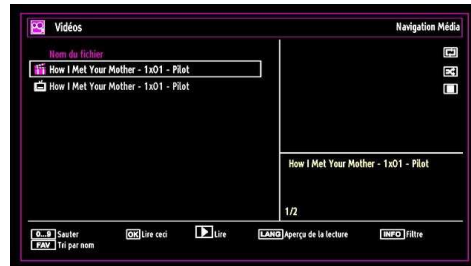 Vidéos
Navigation Média
Nom du fichier
How I Met Your Mother - 1x01 - Pilot
How I Met Your Mother - 1x01 - Pilot
How I Met Your Mother - 1x01 - Pilot
1/2
0...9 Sauter
OK Lire ceci
Lire
LANG Aperçu de la lecture
INFO Filtre
FAV Tri par nom